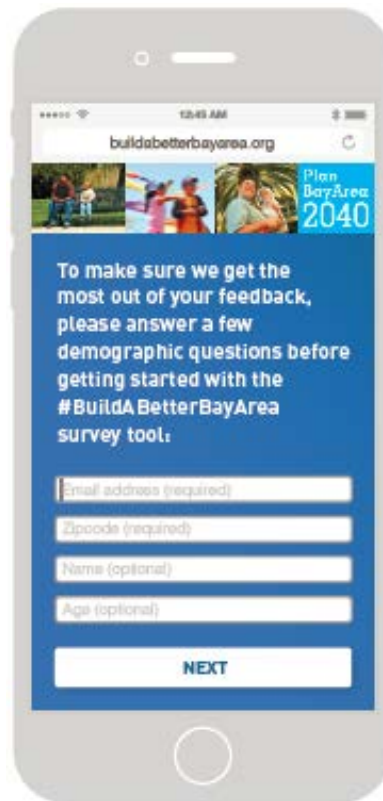 12:45 AM
buildabetterbayarea.org
Plan
BayArea
2040
To make sure we get the
most out of your feedback,
please answer a few
demographic questions before
getting started with the
#BuildABetterBayArea
survey tool:
Email address (required)
Zipcode (required)
Name (optional)
Age (optional)
NEXT